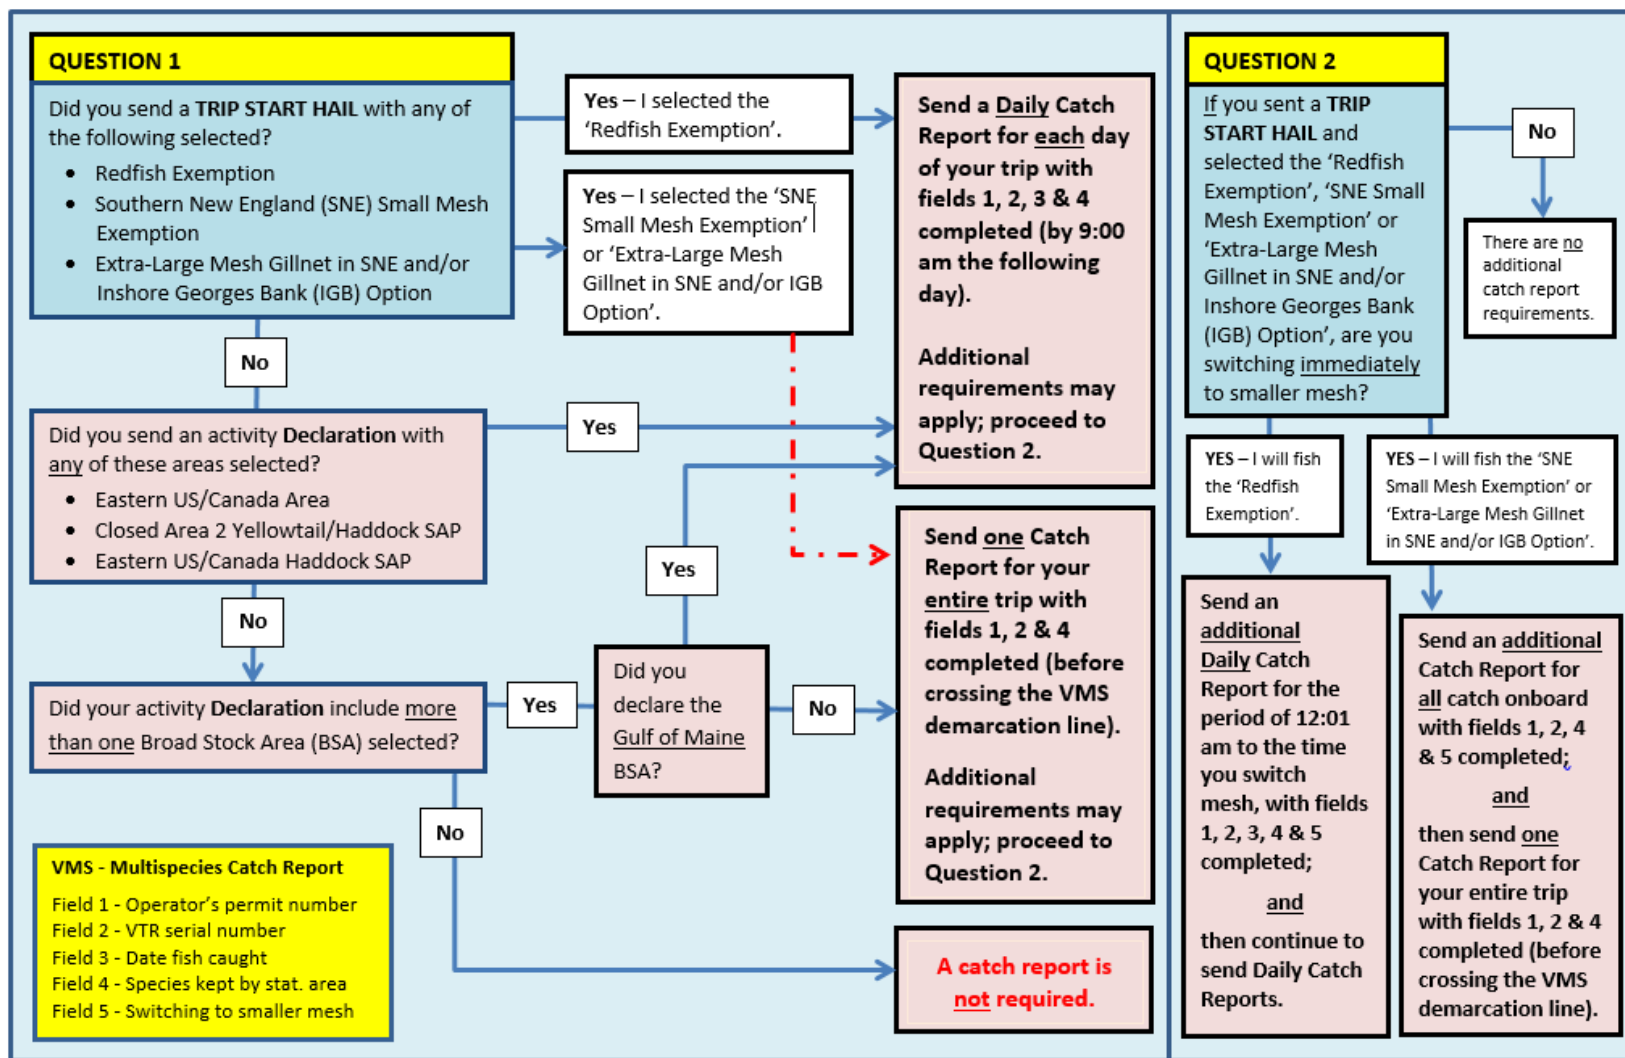 QUESTION 1
Did you send a TRIP START HAIL with any of
the following selected?
• Redfish Exemption
• Southern New England (SNE) Small Mesh
Exemption
• Extra-Large Mesh Gillnet in SNE and/or
Inshore Georges Bank (IGB) Option
Yes – I selected the
‘Redfish Exemption’.
Yes – I selected the ‘SNE
Small Mesh Exemption’
or ‘Extra-Large Mesh
Gillnet in SNE and/or IGB
Option’.
No
Did you send an activity Declaration with
any of these areas selected?
• Eastern US/Canada Area
• Closed Area 2 Yellowtail/Haddock SAP
• Eastern US/Canada Haddock SAP
Yes
No
Did your activity Declaration include more
than one Broad Stock Area (BSA) selected?
Yes
Did you
declare the
Gulf of Maine
BSA?
Yes
No
No
Send a Daily Catch
Report for each day
of your trip with
fields 1, 2, 3 & 4
completed (by 9:00
am the following
day).
Additional
requirements may
apply; proceed to
Question 2.
Send one Catch
Report for your
entire trip with
fields 1, 2 & 4
completed (before
crossing the VMS
demarcation line).
Additional
requirements may
apply; proceed to
Question 2.
A catch report is
not required.
VMS - Multispecies Catch Report
Field 1 - Operator’s permit number
Field 2 - VTR serial number
Field 3 - Date fish caught
Field 4 - Species kept by stat. area
Field 5 - Switching to smaller mesh
QUESTION 2
If you sent a TRIP
START HAIL and
selected the ‘Redfish
Exemption’, ‘SNE Small
Mesh Exemption’ or
‘Extra-Large Mesh
Gillnet in SNE and/or
Inshore Georges Bank
(IGB) Option’, are you
switching immediately
to smaller mesh?
No
There are no
additional
catch report
requirements.
YES – I will fish
the ‘Redfish
Exemption’.
YES – I will fish the ‘SNE
Small Mesh Exemption’ or
‘Extra-Large Mesh Gillnet
in SNE and/or IGB Option’.
Send an
additional
Daily Catch
Report for the
period of 12:01
am to the time
you switch
mesh, with fields
1, 2, 3, 4 & 5
completed;
and
then continue to
send Daily Catch
Reports.
Send an additional
Catch Report for
all catch onboard
with fields 1, 2, 4
& 5 completed;
and
then send one
Catch Report for
your entire trip
with fields 1, 2 & 4
completed (before
crossing the VMS
demarcation line).